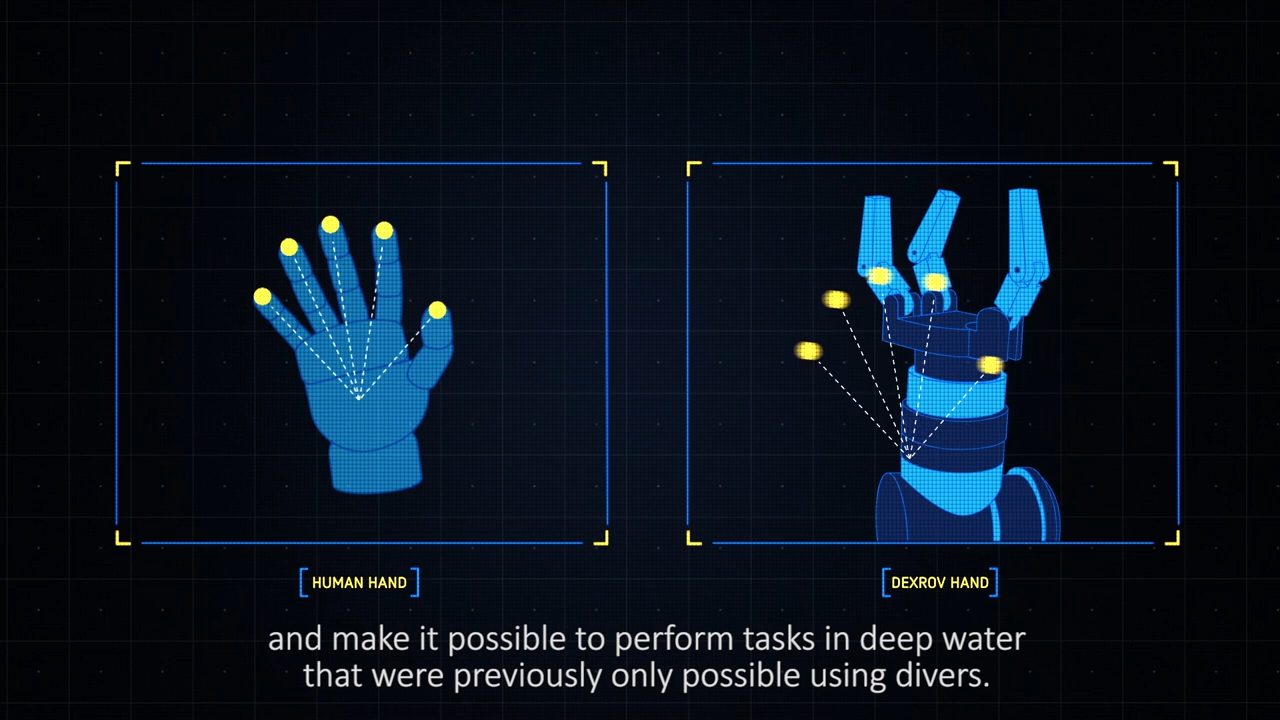 HUMAN HAND
DEXROV HAND
and make it possible to perform tasks in deep water
that were previously only possible using divers.